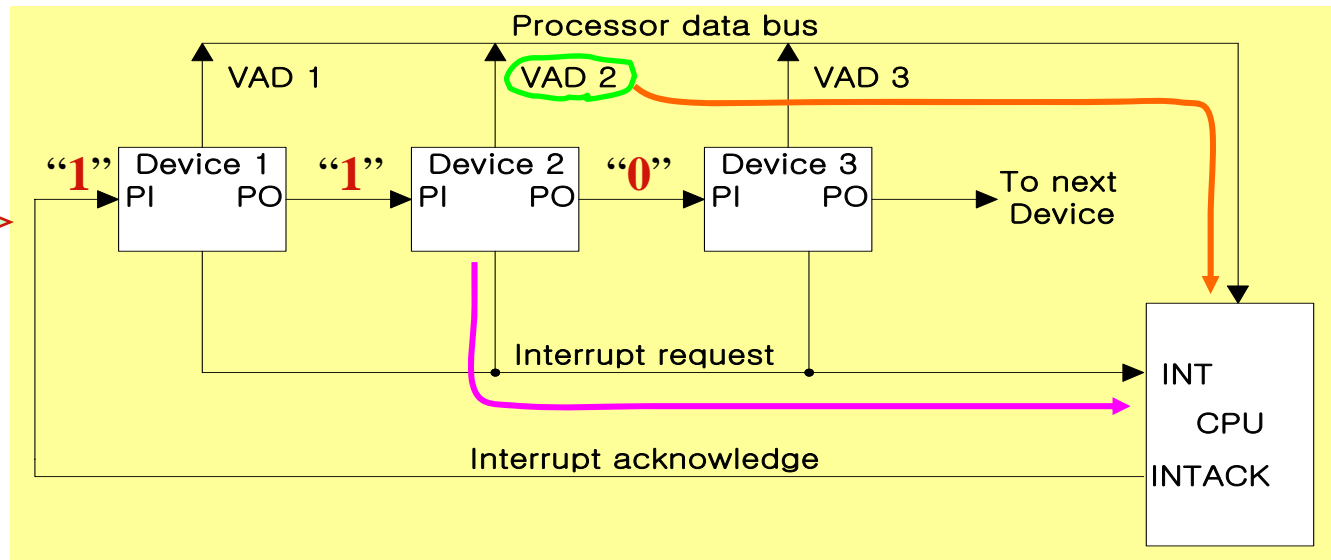 Processor data bus
VAD 1
VAD 2
VAD 3
“1”
Device 1
PI
PO
“1”
Device 2
PI
PO
“0”
Device 3
PI
PO
To next
Device
Interrupt request
INT
CPU
Interrupt acknowledge
INTACK